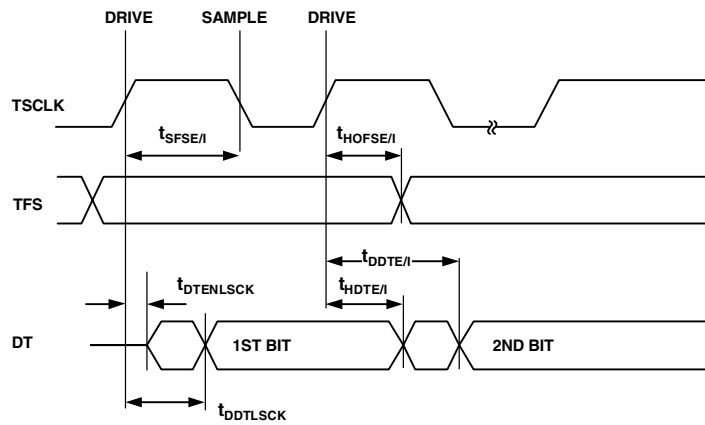 DRIVE SAMPLE DRIVE
TSCLK
tSFSE/I
tHOFSE/I
TFS
tDDTE/I
tDTENLSCK
tHDTE/I
DT
1ST BIT
2ND BIT
tDDTLSCK